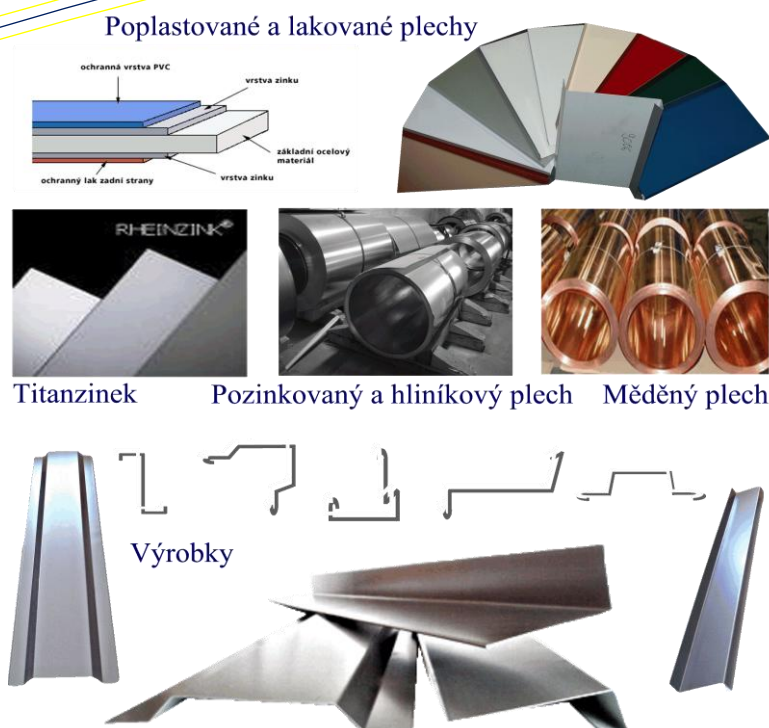 Poplastované a lakované plechy
ochranná vrstva PVC
vrstva zinku
základní ocelový
materiál
ochranný lak zadní strany
vrstva zinku
RHEINZINK®
Titanzinek
Pozinkovaný a hliníkový plech
Měděný plech
Výrobky